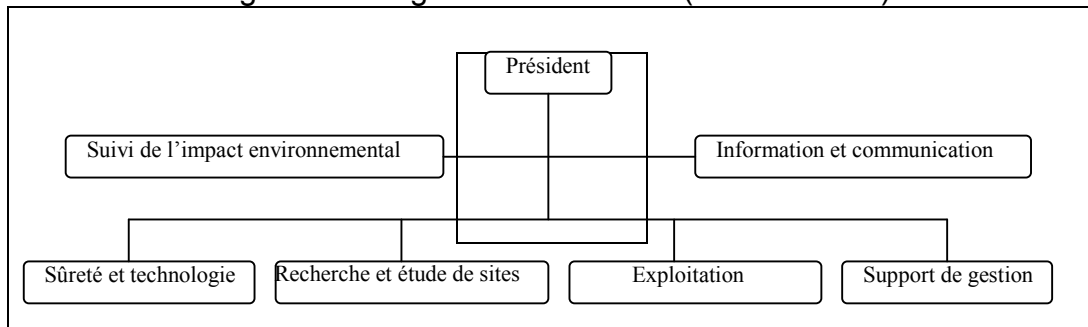 Président
Suivi de l’impact environnemental
Information et communication
Sûreté et technologie
Recherche et étude de sites
Exploitation
Support de gestion